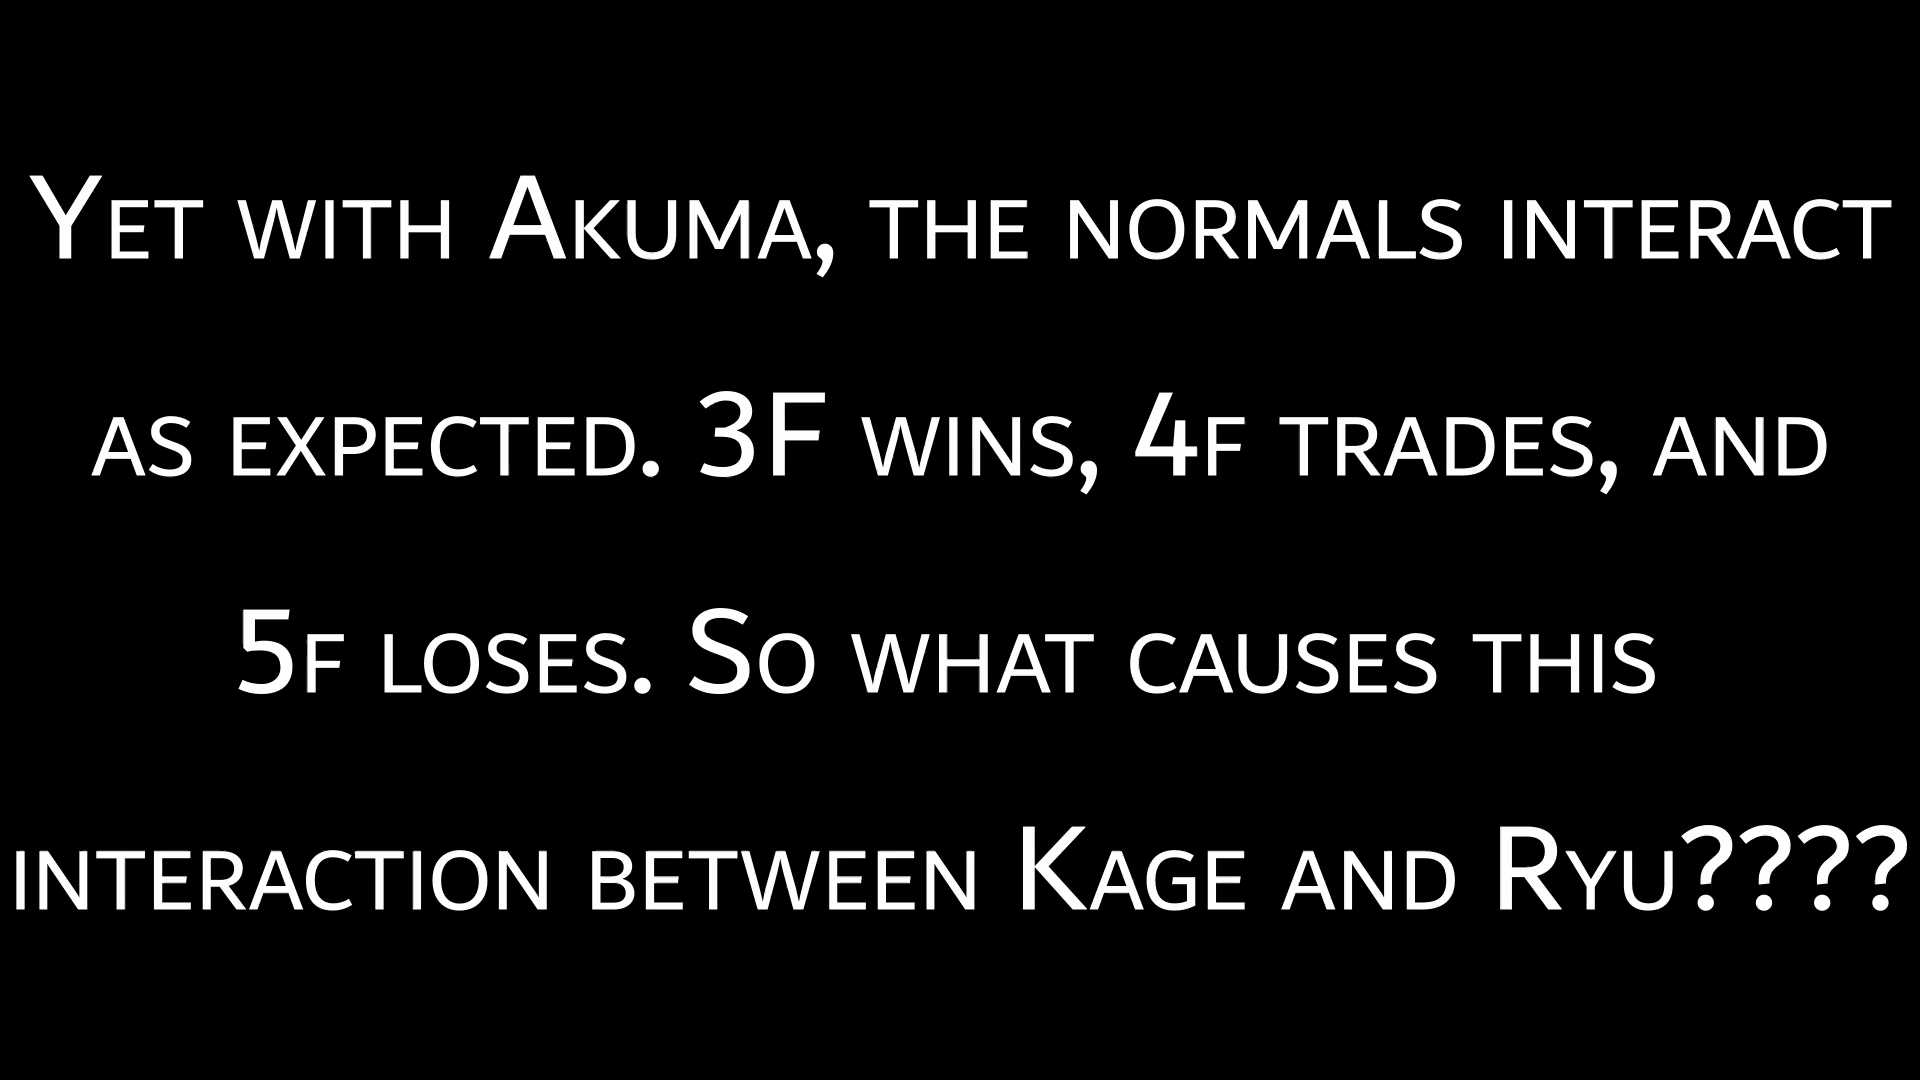 Yet with Akuma, the normals interact
as expected. 3F wins, 4f trades, and
5f loses. So what causes this
interaction between Kage and Ryu????